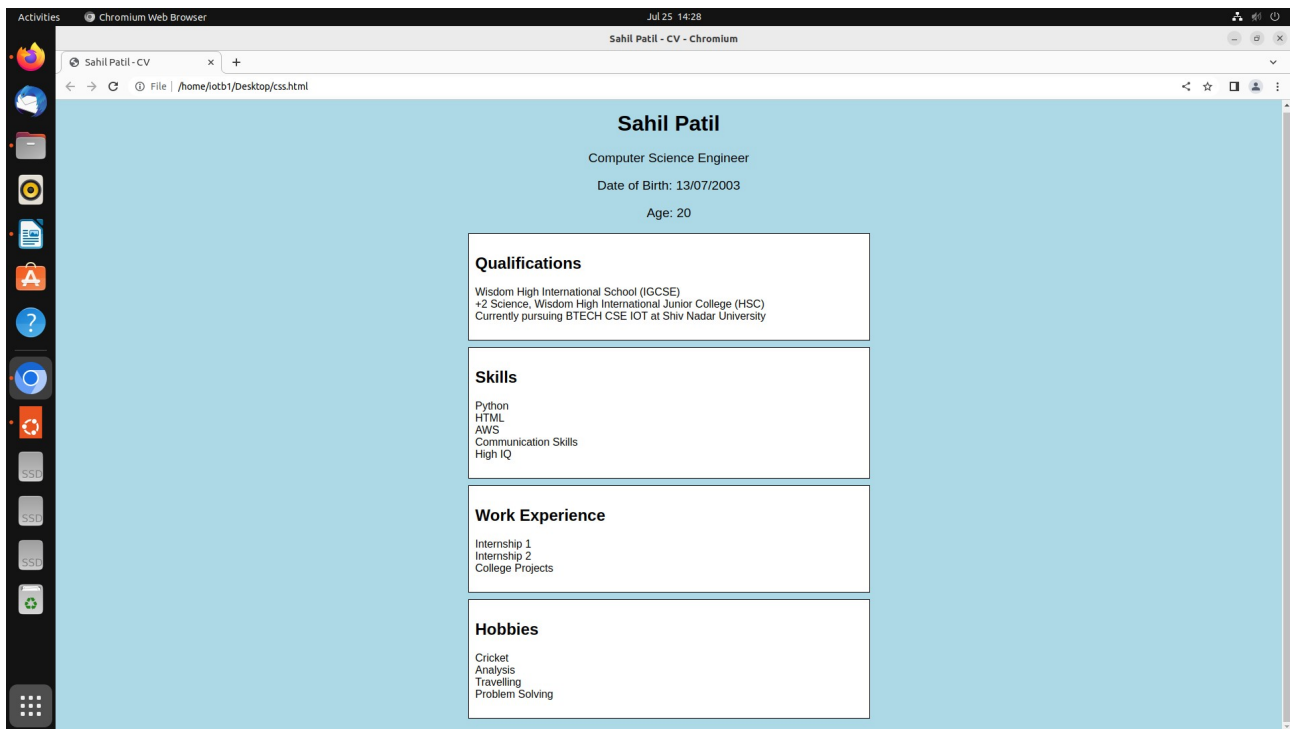 Activities Chromium Web Browser Jul 25 14:28
Sahil Patil - CV - Chromium
Sahil Patil - CV
File /home/iotb1/Desktop/css.html
Sahil Patil
Computer Science Engineer
Date of Birth: 13/07/2003
Age: 20
Qualifications
Wisdom High International School (IGCSE)
+2 Science, Wisdom High International Junior College (HSC)
Currently pursuing BTECH CSE IOT at Shiv Nadar University
Skills
Python
HTML
AWS
Communication Skills
High IQ
Work Experience
Internship 1
Internship 2
College Projects
Hobbies
Cricket
Analysis
Travelling
Problem Solving
SSD
SSD
SSD